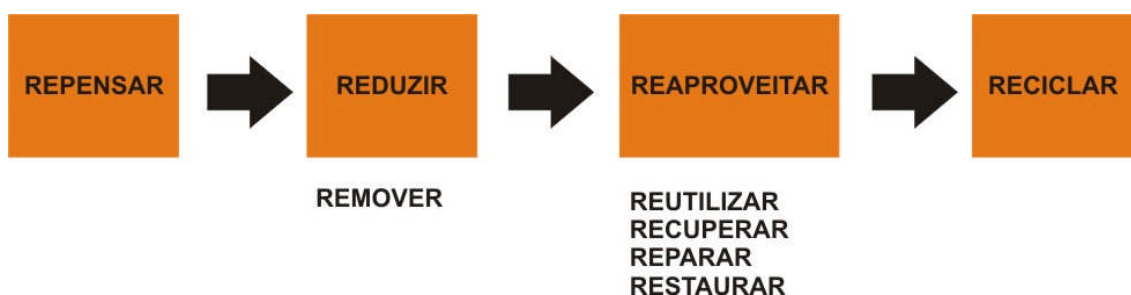 REPENSAR
REDUZIR
REAPROVEITAR
RECICLAR
REMOVER
REUTILIZAR
RECUPERAR
REPARAR
RESTAURAR